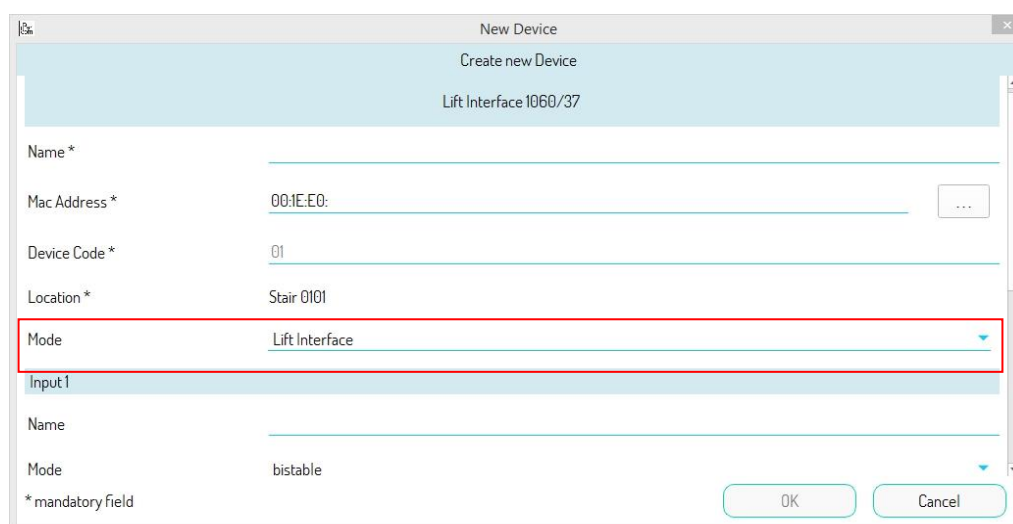 New Device
Create new Device
Lift Interface 1060/37
Name *
Mac Address * 00:1E:E0: ...
Device Code * 01
Location * Stair 0101
Mode Lift Interface
Input 1
Name
Mode bistable
* mandatory field OK Cancel